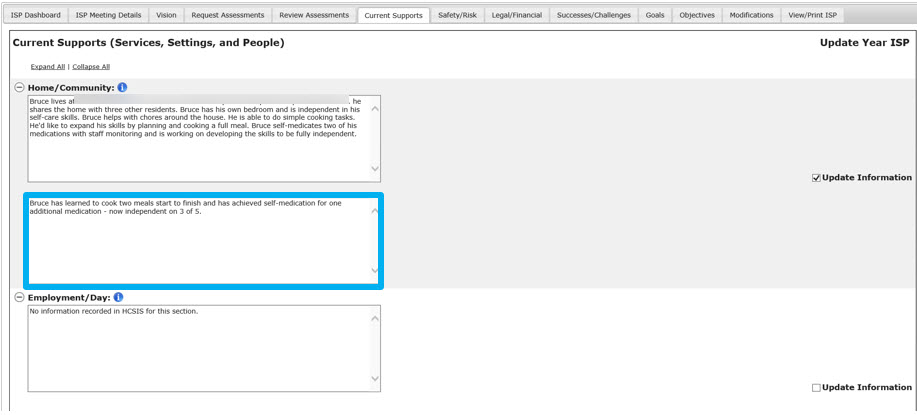 ISP Dashboard ISP Meeting Details Vision Request Assessments Review Assessments Current Supports Safety/Risk Legal/Financial Successes/Challenges Goals Objectives Modifications View/Print ISP
Current Supports (Services, Settings, and People) Update Year ISP
Expand All | Collapse All
Home/Community:
Bruce lives at , he
shares the home with three other residents. Bruce has his own bedroom and is independent in his
self-care skills. Bruce helps with chores around the house. He is able to do simple cooking tasks.
He'd like to expand his skills by planning and cooking a full meal. Bruce self-medicates two of his
medications with staff monitoring and is working on developing the skills to be fully independent.
Update Information
Bruce has learned to cook two meals start to finish and has achieved self-medication for one
additional medication - now independent on 3 of 5.
Employment/Day:
No information recorded in HCSIS for this section.
Update Information